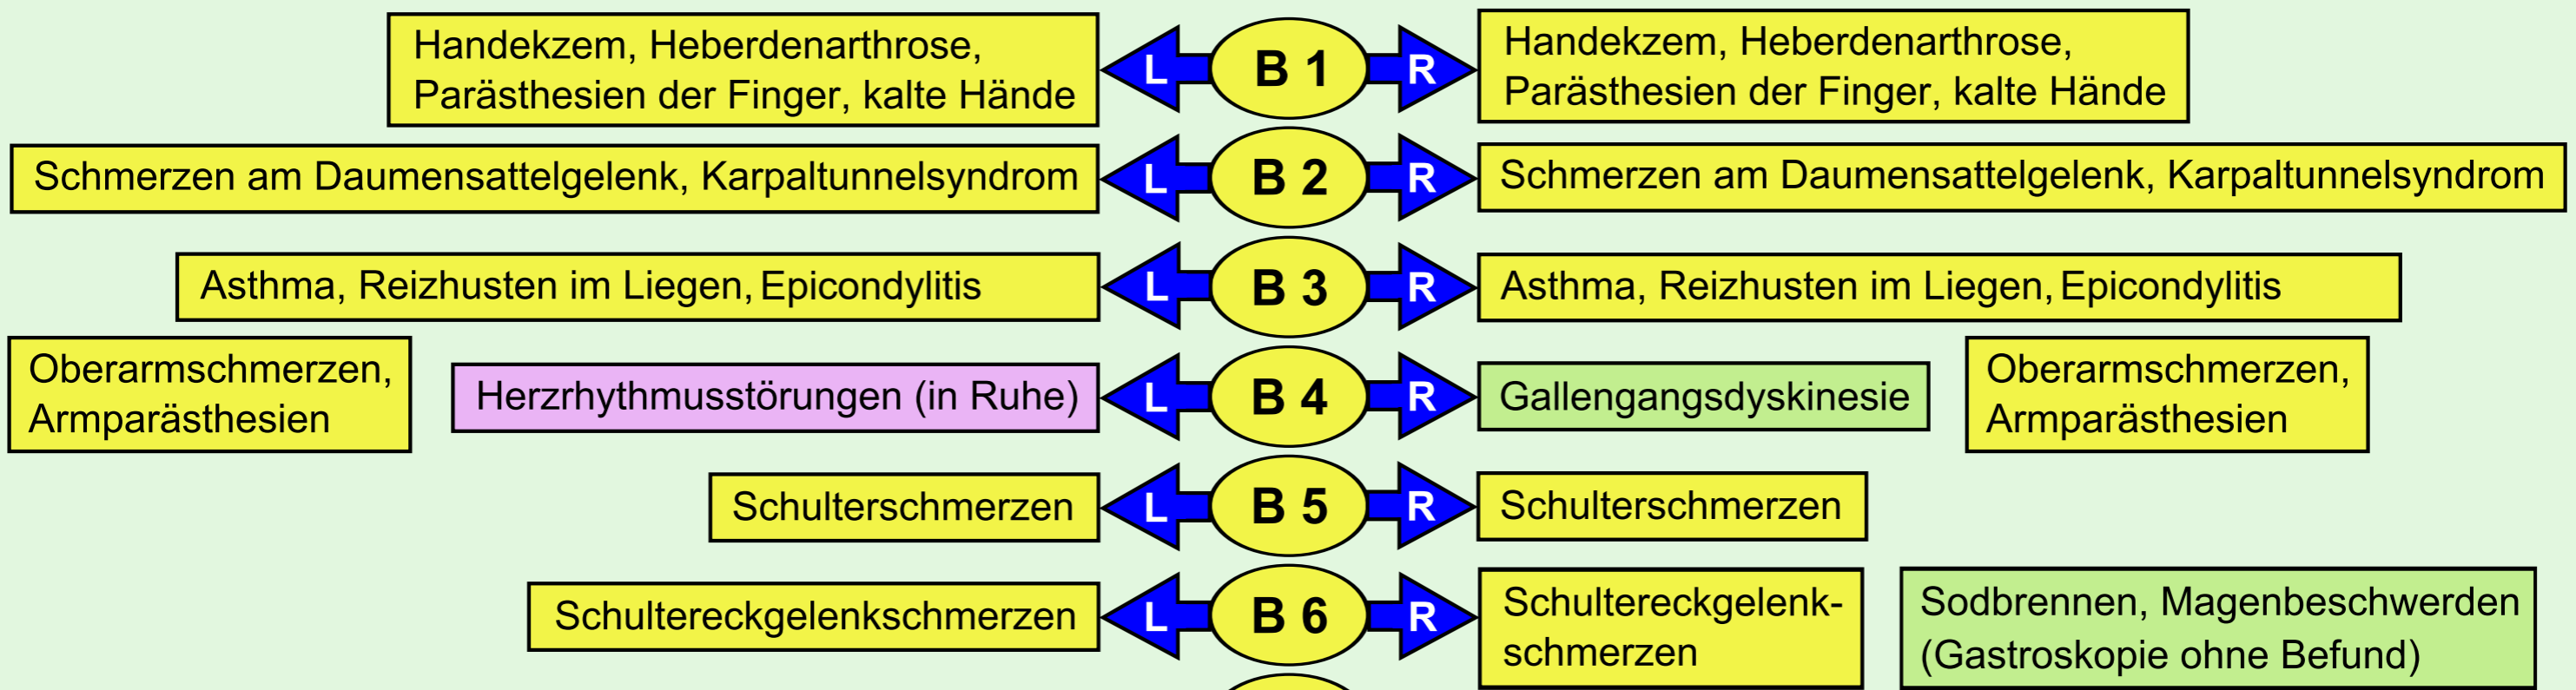 Handekzem, Heberdenarthrose,
Parästhesien der Finger, kalte Hände
L
B 1
R
Handekzem, Heberdenarthrose,
Parästhesien der Finger, kalte Hände
Schmerzen am Daumensattelgelenk, Karpaltunnelsyndrom
L
B 2
R
Schmerzen am Daumensattelgelenk, Karpaltunnelsyndrom
Asthma, Reizhusten im Liegen, Epicondylitis
L
B 3
R
Asthma, Reizhusten im Liegen, Epicondylitis
Oberarmschmerzen,
Armparästhesien
Herzrhythmusstörungen (in Ruhe)
L
B 4
R
Gallengangsdyskinesie
Oberarmschmerzen,
Armparästhesien
Schulterschmerzen
L
B 5
R
Schulterschmerzen
Schultereckgelenkschmerzen
L
B 6
R
Schultereckgelenk-
schmerzen
Sodbrennen, Magenbeschwerden
(Gastroskopie ohne Befund)